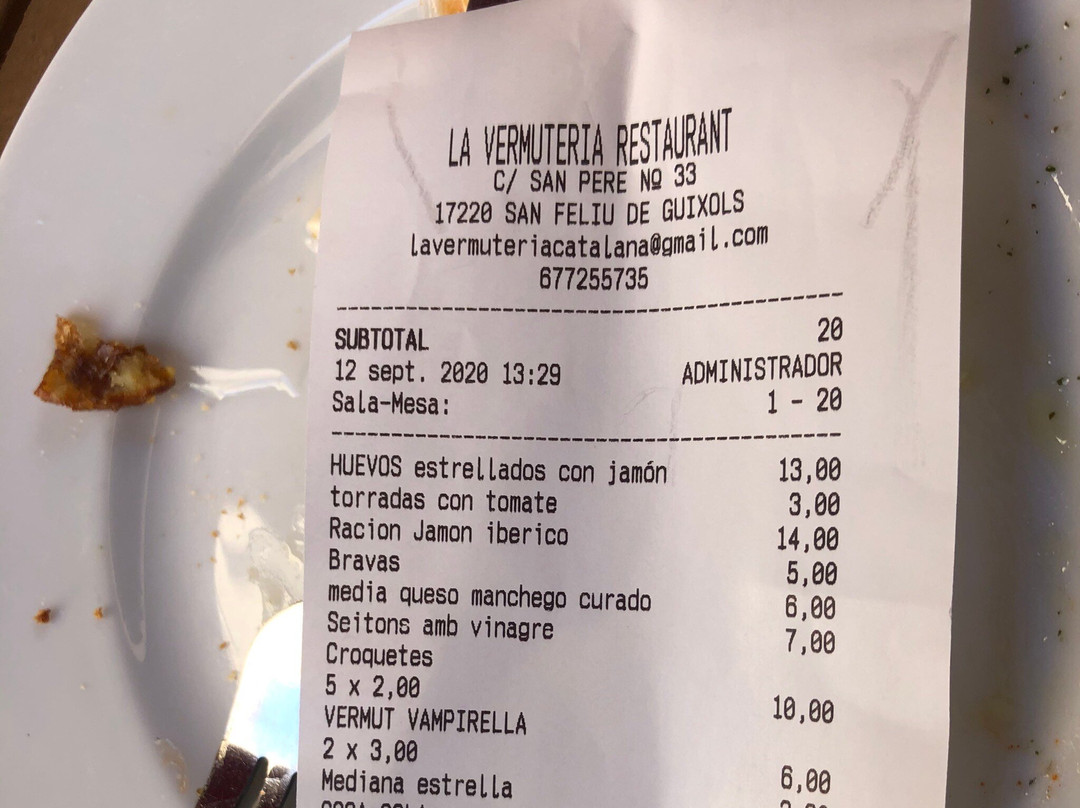 LA VERMUTERIA RESTAURANT
C/ SAN PERE Nº 33
17220 SAN FELIU DE GUIXOLS
lavermuteriacatalana@gmail.com
677255735
SUBTOTAL 20
12 sept. 2020 13:29 ADMINISTRADOR
Sala-Mesa: 1 - 20
HUEVOS estrellados con jamón 13,00
torradas con tomate 3,00
Racion Jamon iberico 14,00
Bravas 5,00
media queso manchego curado 6,00
Seitons amb vinagre 7,00
Croquetes
5 x 2,00 10,00
VERMUT VAMPIRELLA
2 x 3,00 6,00
Mediana estrella